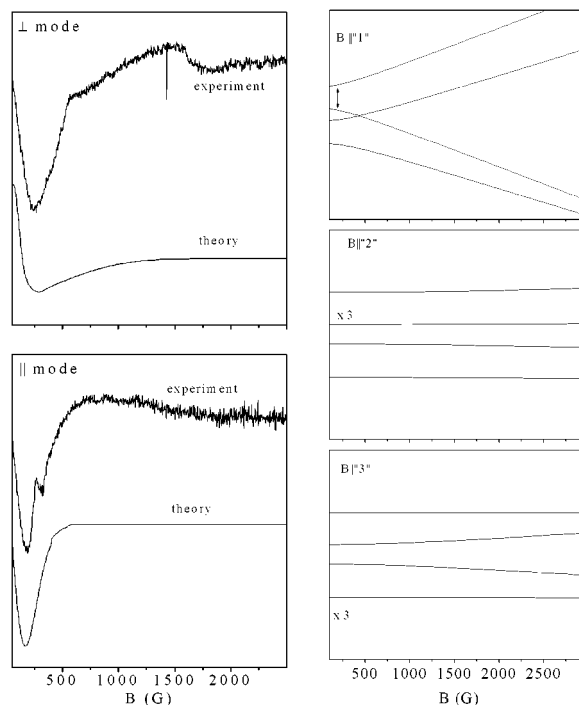 ⊥ mode
experiment
theory
|| mode
experiment
theory
500 1000 1500 2000
B (G)
B||"1"
B||"2"
x 3
B||"3"
x 3
500 1000 1500 2000 2500
B (G)